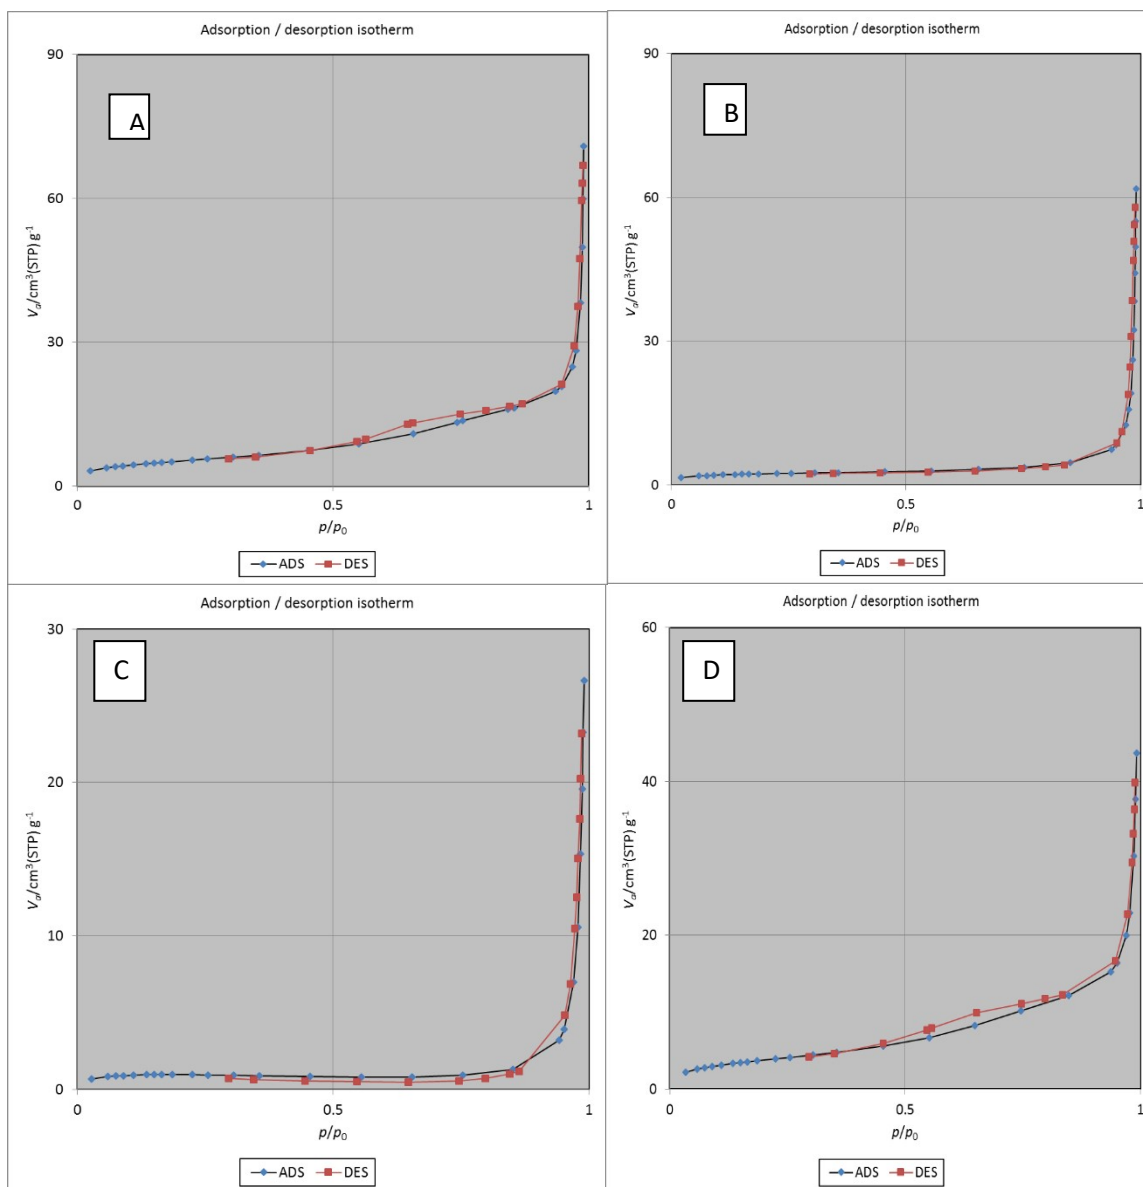 Adsorption / desorption isotherm
A
90
60
30
0
0
0.5
1
Va/cm³(STP) g⁻¹
p/p₀
ADS
DES
Adsorption / desorption isotherm
B
90
60
30
0
0
0.5
1
Va/cm³(STP) g⁻¹
p/p₀
ADS
DES
Adsorption / desorption isotherm
C
30
20
10
0
0
0.5
1
Va/cm³(STP) g⁻¹
p/p₀
ADS
DES
Adsorption / desorption isotherm
D
60
40
20
0
0
0.5
1
Va/cm³(STP) g⁻¹
p/p₀
ADS
DES